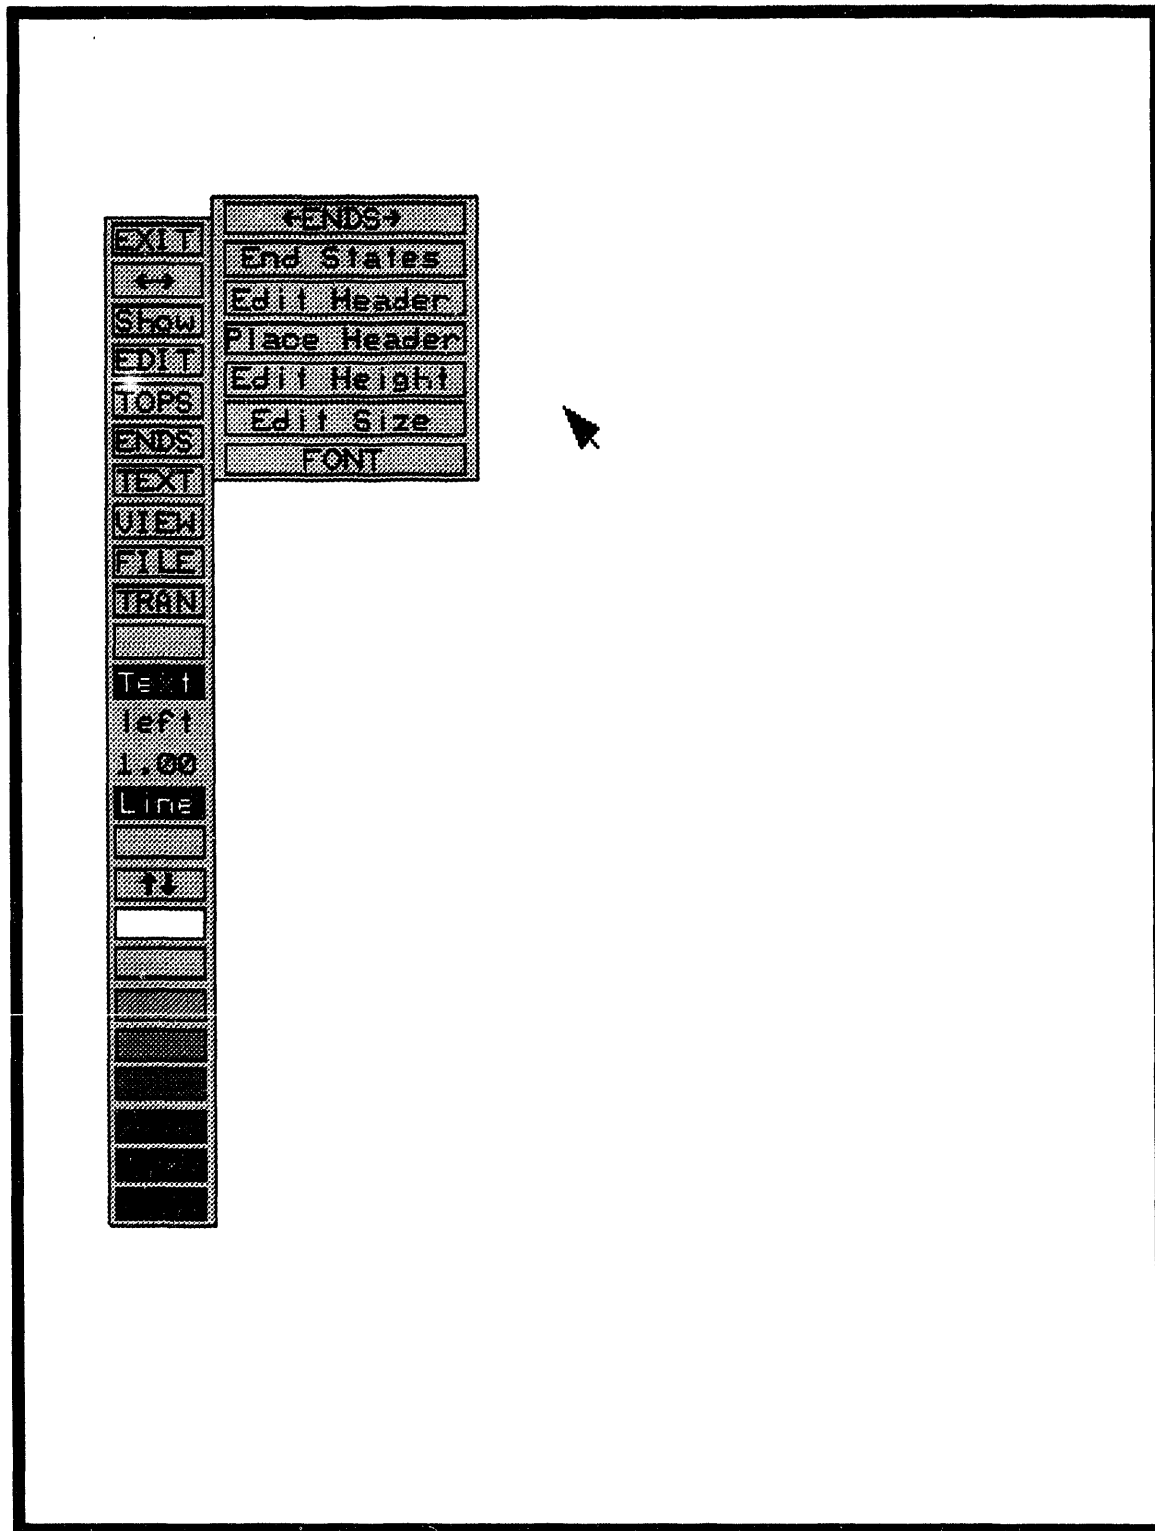 EXIT
↔
Show
EDIT
TOPS
ENDS
TEXT
VIEW
FILE
TRAN
Text
left
1.00
Line
↑↓
←ENDS→
End States
Edit Header
Place Header
Edit Height
Edit Size
FONT